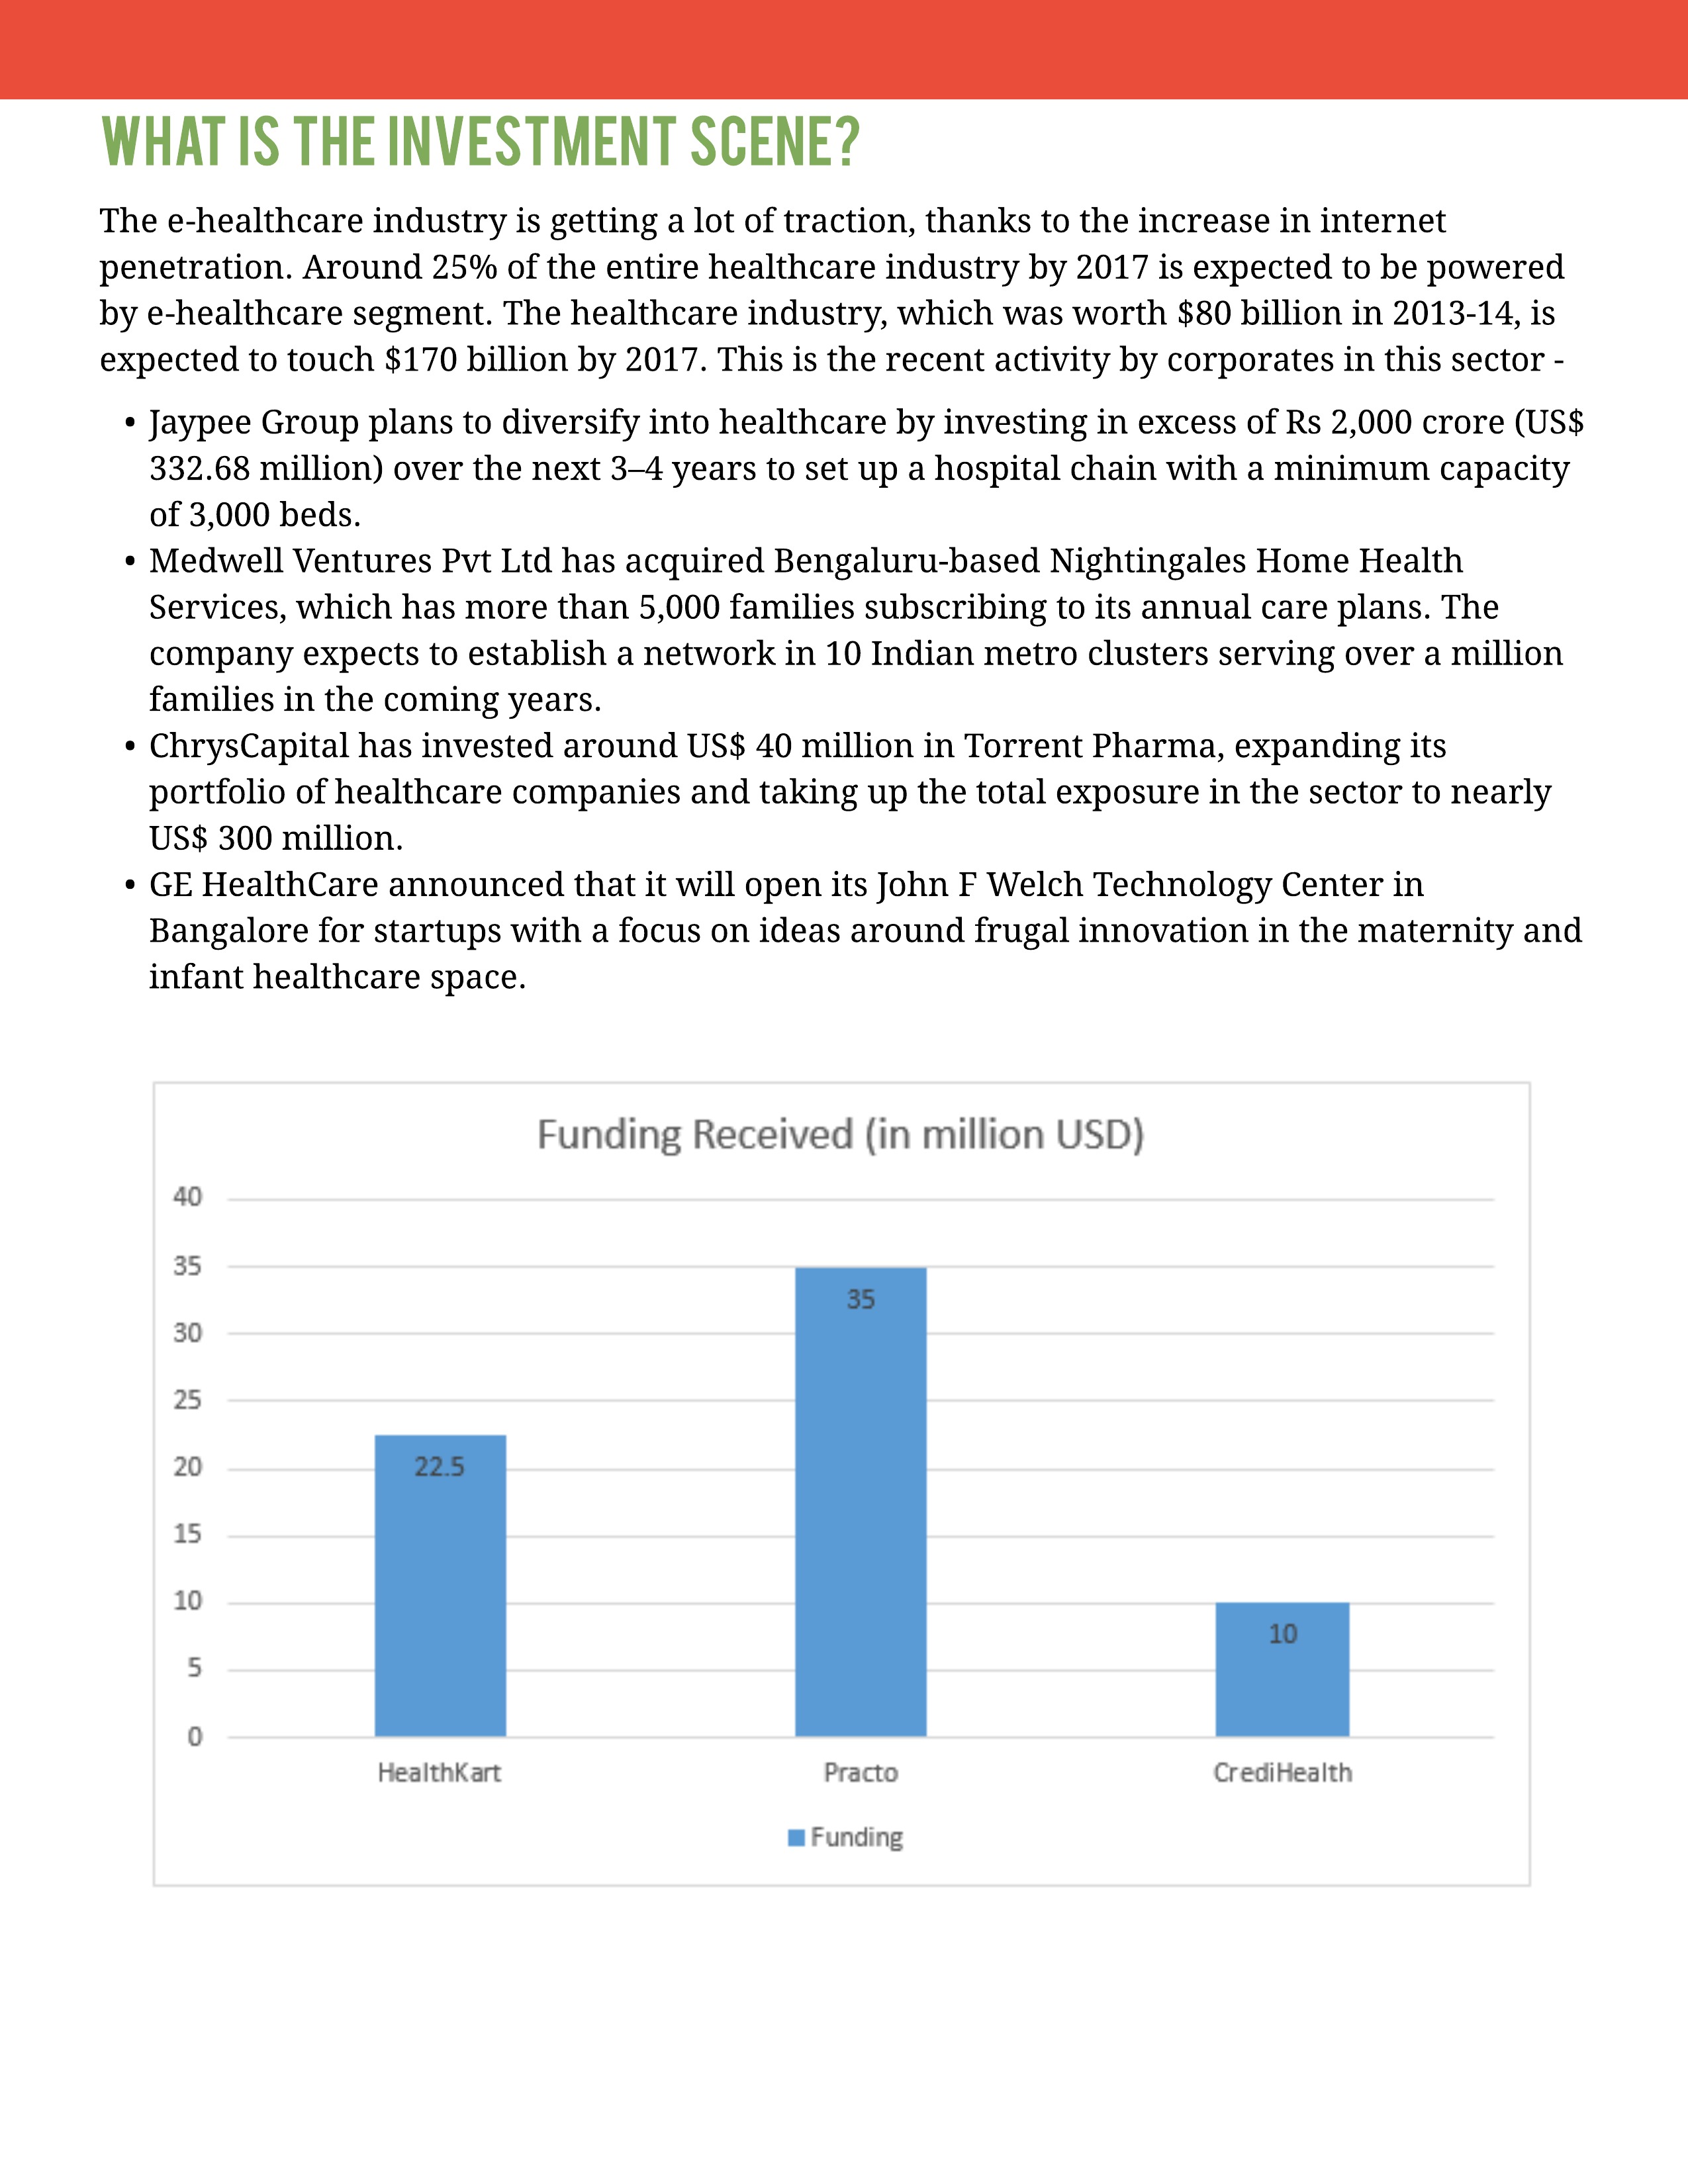 WHAT IS THE INVESTMENT SCENE?
The e-healthcare industry is getting a lot of traction, thanks to the increase in internet
penetration. Around 25% of the entire healthcare industry by 2017 is expected to be powered
by e-healthcare segment. The healthcare industry, which was worth $80 billion in 2013-14, is
expected to touch $170 billion by 2017. This is the recent activity by corporates in this sector -
• Jaypee Group plans to diversify into healthcare by investing in excess of Rs 2,000 crore (US$
332.68 million) over the next 3–4 years to set up a hospital chain with a minimum capacity
of 3,000 beds.
• Medwell Ventures Pvt Ltd has acquired Bengaluru-based Nightingales Home Health
Services, which has more than 5,000 families subscribing to its annual care plans. The
company expects to establish a network in 10 Indian metro clusters serving over a million
families in the coming years.
• ChrysCapital has invested around US$ 40 million in Torrent Pharma, expanding its
portfolio of healthcare companies and taking up the total exposure in the sector to nearly
US$ 300 million.
• GE HealthCare announced that it will open its John F Welch Technology Center in
Bangalore for startups with a focus on ideas around frugal innovation in the maternity and
infant healthcare space.
Funding Received (in million USD)
40
35
30
25
20
15
10
5
0
22.5
35
10
HealthKart
Practo
CrediHealth
Funding